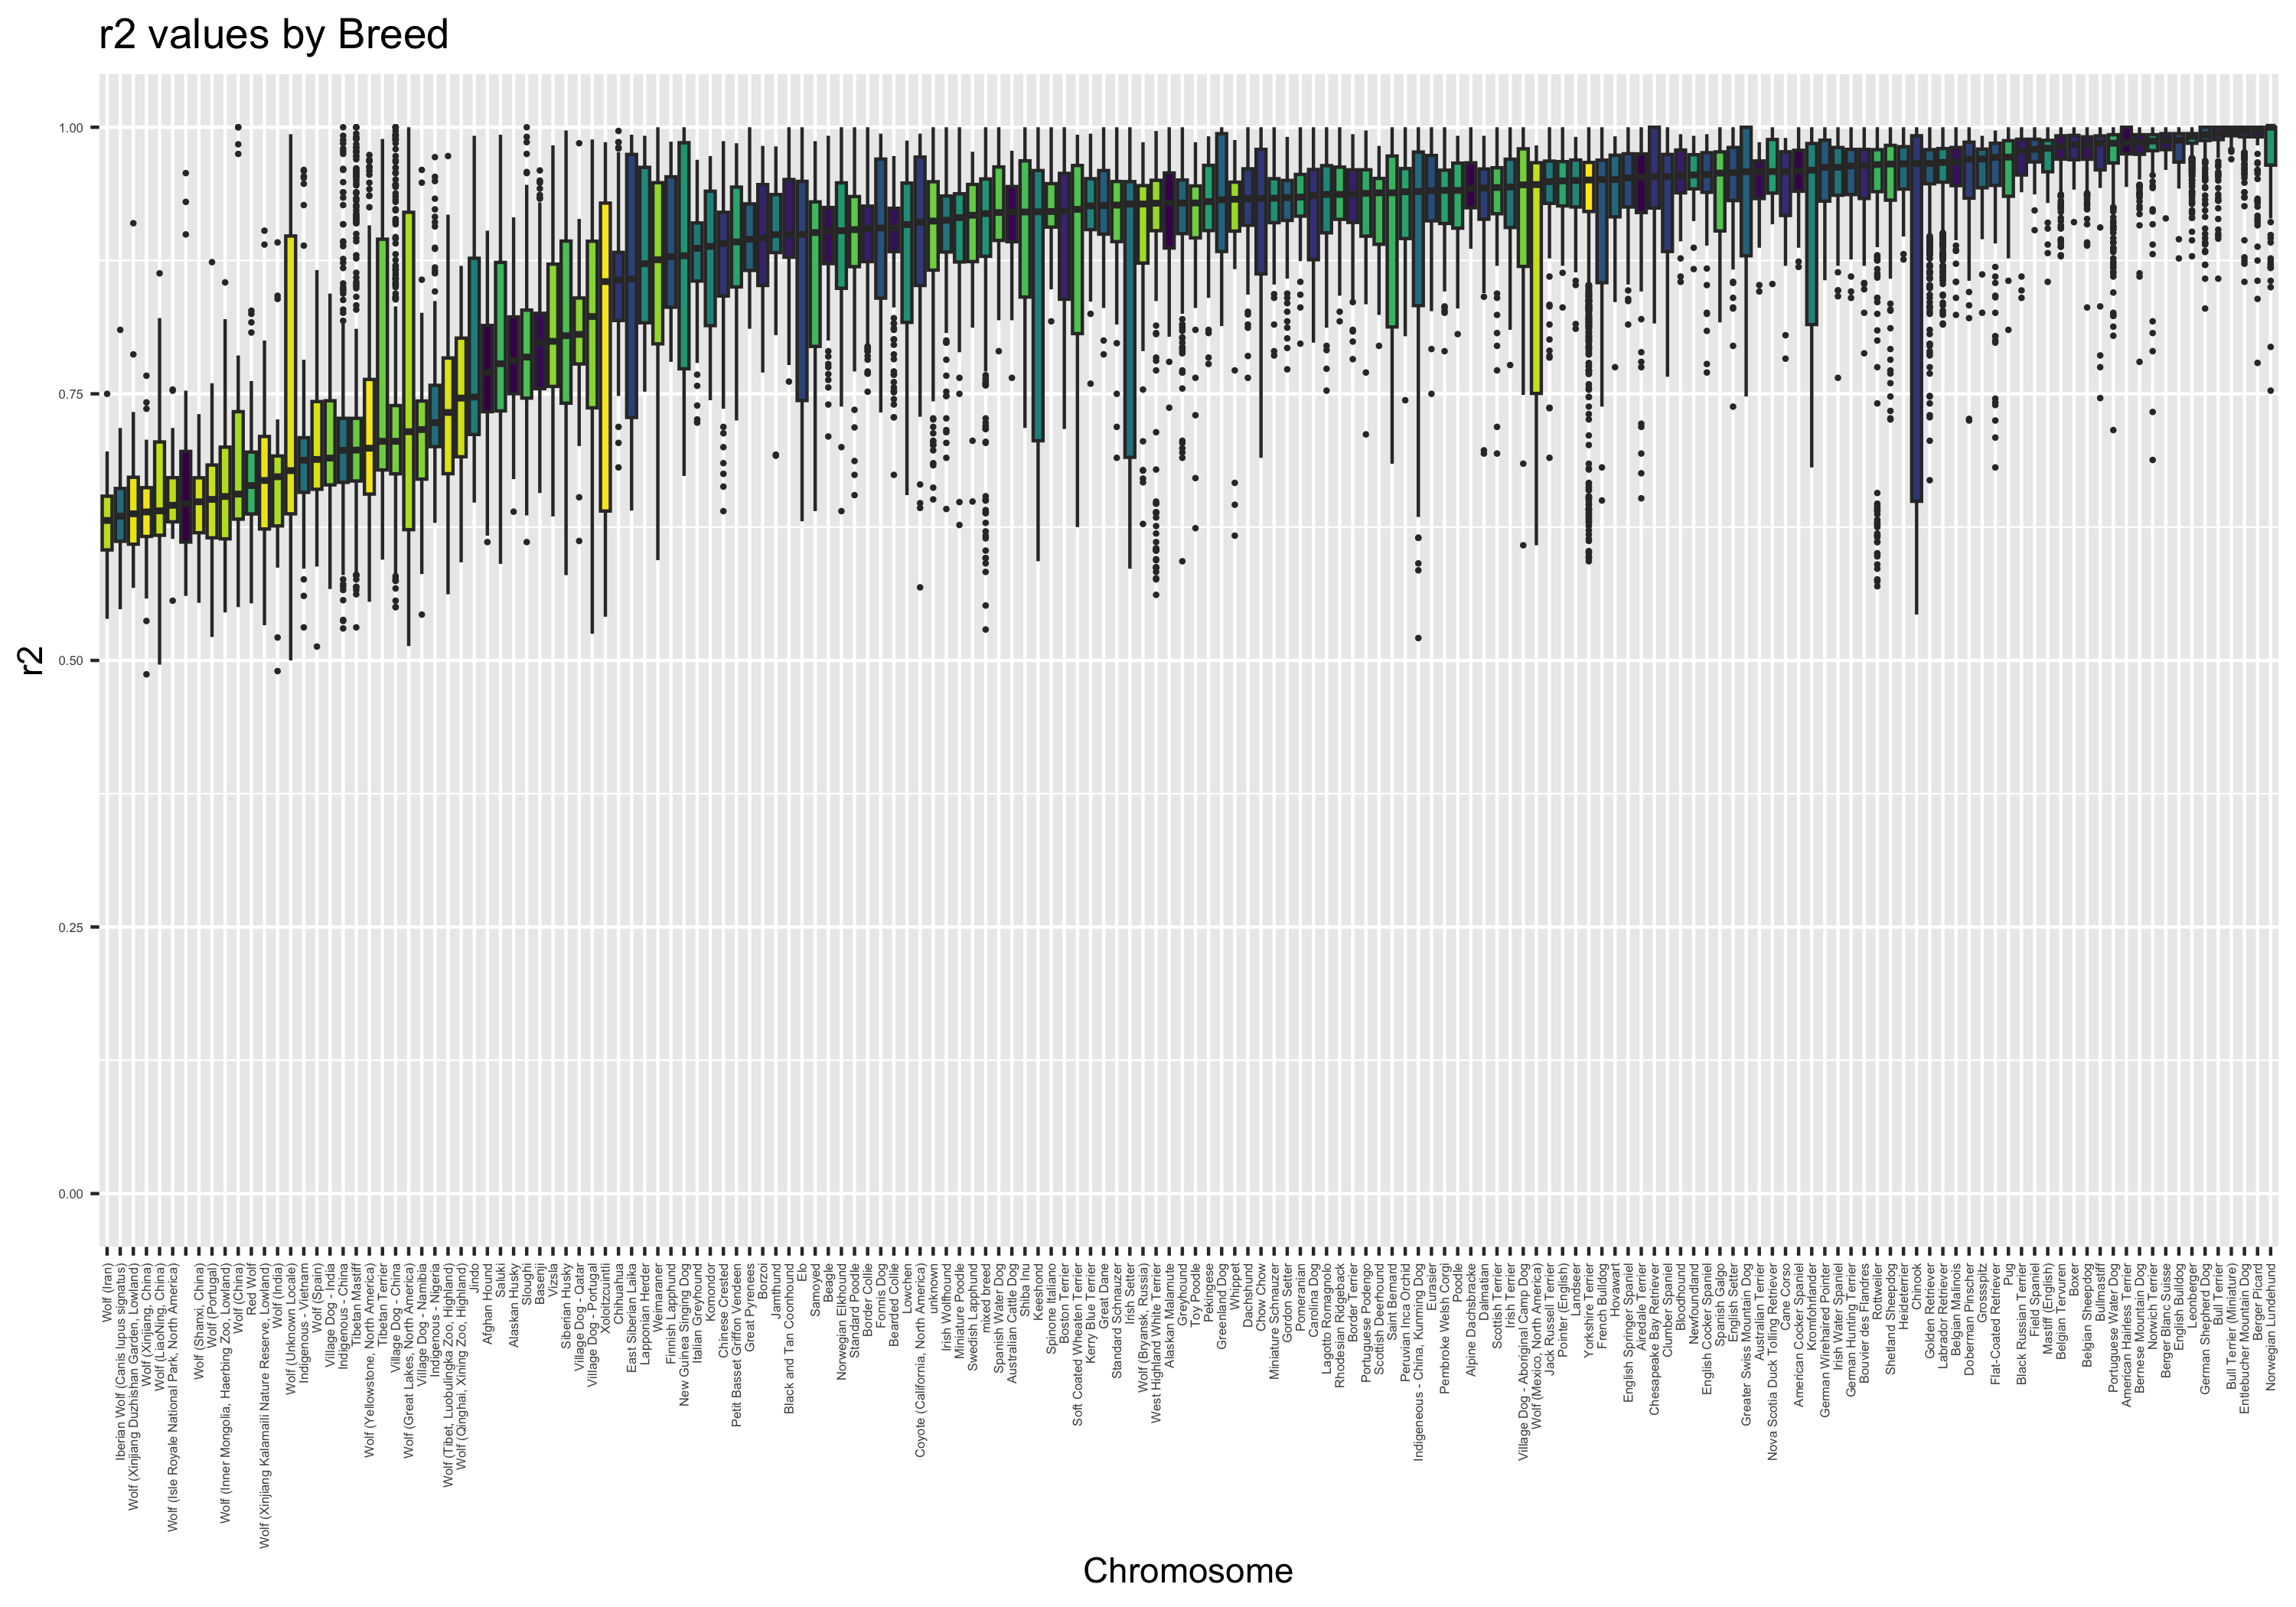 r2 values by Breed
1.00
0.75
0.50
0.25
0.00
r2
Wolf (Iran)
Iberian Wolf (Canis lupus signatus)
Wolf (Xinjiang Duzhishan Garden, Lowland)
Wolf (Xinjiang, China)
Wolf (LiaoNing, China)
Wolf (Isle Royale National Park, North America)
Wolf (Shanxi, China)
Wolf (Portugal)
Wolf (Inner Mongolia, Haerbing Zoo, Lowland)
Wolf (China)
Red Wolf
Wolf (Xinjiang Kalamaili Nature Reserve, Lowland)
Wolf (India)
Wolf (Unknown Locale)
Indigenous - Vietnam
Wolf (Spain)
Village Dog - India
Indigenous - China
Tibetan Mastiff
Wolf (Yellowstone, North America)
Tibetan Terrier
Village Dog - China
Wolf (Great Lakes, North America)
Village Dog - Namibia
Indigenous - Nigeria
Wolf (Tibet, Luobulingka Zoo, Highland)
Wolf (Qinghai, Xining Zoo, Highland)
Jindo
Afghan Hound
Saluki
Alaskan Husky
Sloughi
Basenji
Vizsla
Siberian Husky
Village Dog - Qatar
Village Dog - Portugal
Xoloitzcuintli
Chihuahua
East Siberian Laika
Lapponian Herder
Weimaraner
Finnish Lapphund
New Guinea Singing Dog
Italian Greyhound
Komondor
Chinese Crested
Petit Basset Griffon Vendeen
Great Pyrenees
Borzoi
Jamthund
Black and Tan Coonhound
Elo
Samoyed
Beagle
Norwegian Elkhound
Standard Poodle
Border Collie
Fonnis Dog
Bearded Collie
Lowchen
Coyote (California, North America)
unknown
Irish Wolfhound
Miniature Poodle
Swedish Lapphund
mixed breed
Spanish Water Dog
Australian Cattle Dog
Shiba Inu
Keeshond
Spinone Italiano
Boston Terrier
Soft Coated Wheaten Terrier
Kerry Blue Terrier
Great Dane
Standard Schnauzer
Irish Setter
Wolf (Bryansk, Russia)
West Highland White Terrier
Alaskan Malamute
Greyhound
Toy Poodle
Pekingese
Greenland Dog
Whippet
Dachshund
Chow Chow
Miniature Schnauzer
Gordon Setter
Pomeranian
Carolina Dog
Lagotto Romagnolo
Rhodesian Ridgeback
Border Terrier
Portuguese Podengo
Scottish Deerhound
Saint Bernard
Peruvian Inca Orchid
Indigeneous - China, Kunming Dog
Eurasier
Pembroke Welsh Corgi
Poodle
Alpine Dachsbracke
Dalmatian
Scottish Terrier
Irish Terrier
Village Dog - Aboriginal Camp Dog
Wolf (Mexico, North America)
Jack Russell Terrier
Pointer (English)
Landseer
Yorkshire Terrier
French Bulldog
Hovawart
English Springer Spaniel
Airedale Terrier
Chesapeake Bay Retriever
Clumber Spaniel
Bloodhound
Newfoundland
English Cocker Spaniel
Spanish Galgo
English Setter
Greater Swiss Mountain Dog
Australian Terrier
Nova Scotia Duck Tolling Retriever
Cane Corso
American Cocker Spaniel
Kromfohrlander
German Wirehaired Pointer
Irish Water Spaniel
German Hunting Terrier
Bouvier des Flandres
Rottweiler
Shetland Sheepdog
Heideterrier
Chinook
Golden Retriever
Labrador Retriever
Belgian Malinois
Doberman Pinscher
Grossspitz
Flat-Coated Retriever
Pug
Black Russian Terrier
Field Spaniel
Mastiff (English)
Belgian Tervuren
Boxer
Belgian Sheepdog
Bullmastiff
Portuguese Water Dog
American Hairless Terrier
Bernese Mountain Dog
Norwich Terrier
Berger Blanc Suisse
English Bulldog
Leonberger
German Shepherd Dog
Bull Terrier
Bull Terrier (Miniature)
Entlebucher Mountain Dog
Berger Picard
Norwegian Lundehund
Chromosome